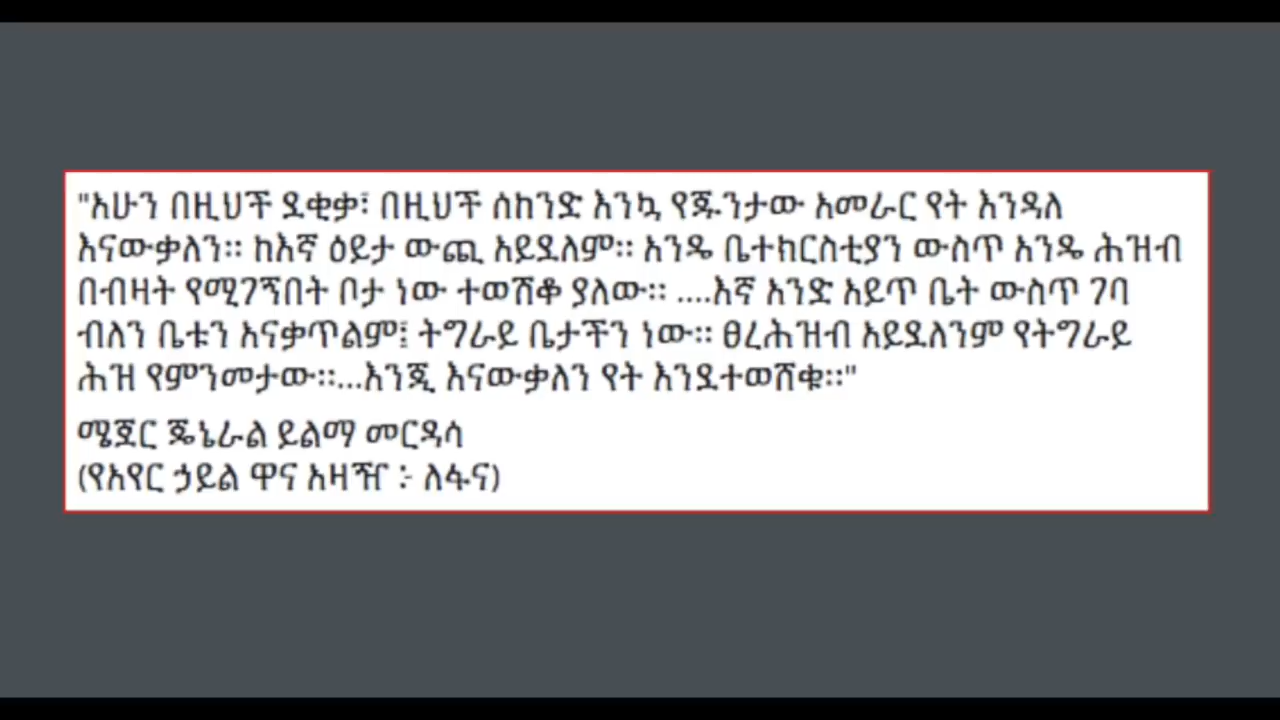 "አሁን በዚህች ደቂቃ፣ በዚህች ሰከንድ እንኳ የጁንታው አመራር የት እንዳለ
እናውቃለን። ከእኛ ዕይታ ውጪ አይደለም። አንዴ ቤተክርስቲያን ውስጥ አንዴ ሕዝብ
በብዛት የሚገኝበት ቦታ ነው ተወሽቆ ያለው። ....እኛ አንድ አይጥ ቤት ውስጥ ገባ
ብለን ቤቱን አናቃጥልም፤ ትግራይ ቤታችን ነው። ፀረሕዝብ አይደለንም የትግራይ
ሕዝ የምንመታው።...እንጂ እናውቃለን የት እንደተወሸቁ።"
ሜጀር ጄኔራል ይልማ መርዳሳ
(የአየር ኃይል ዋና አዛዥ ፦ ለፋና)